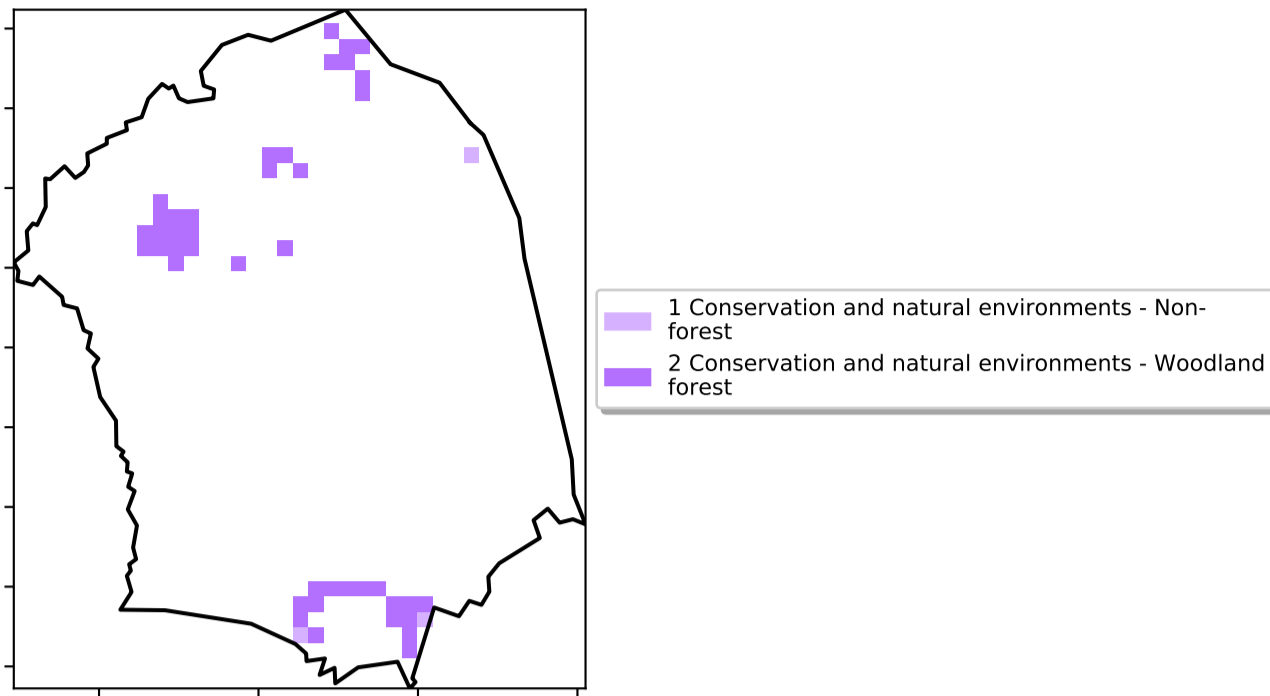 1 Conservation and natural environments - Non-
forest
2 Conservation and natural environments - Woodland
forest